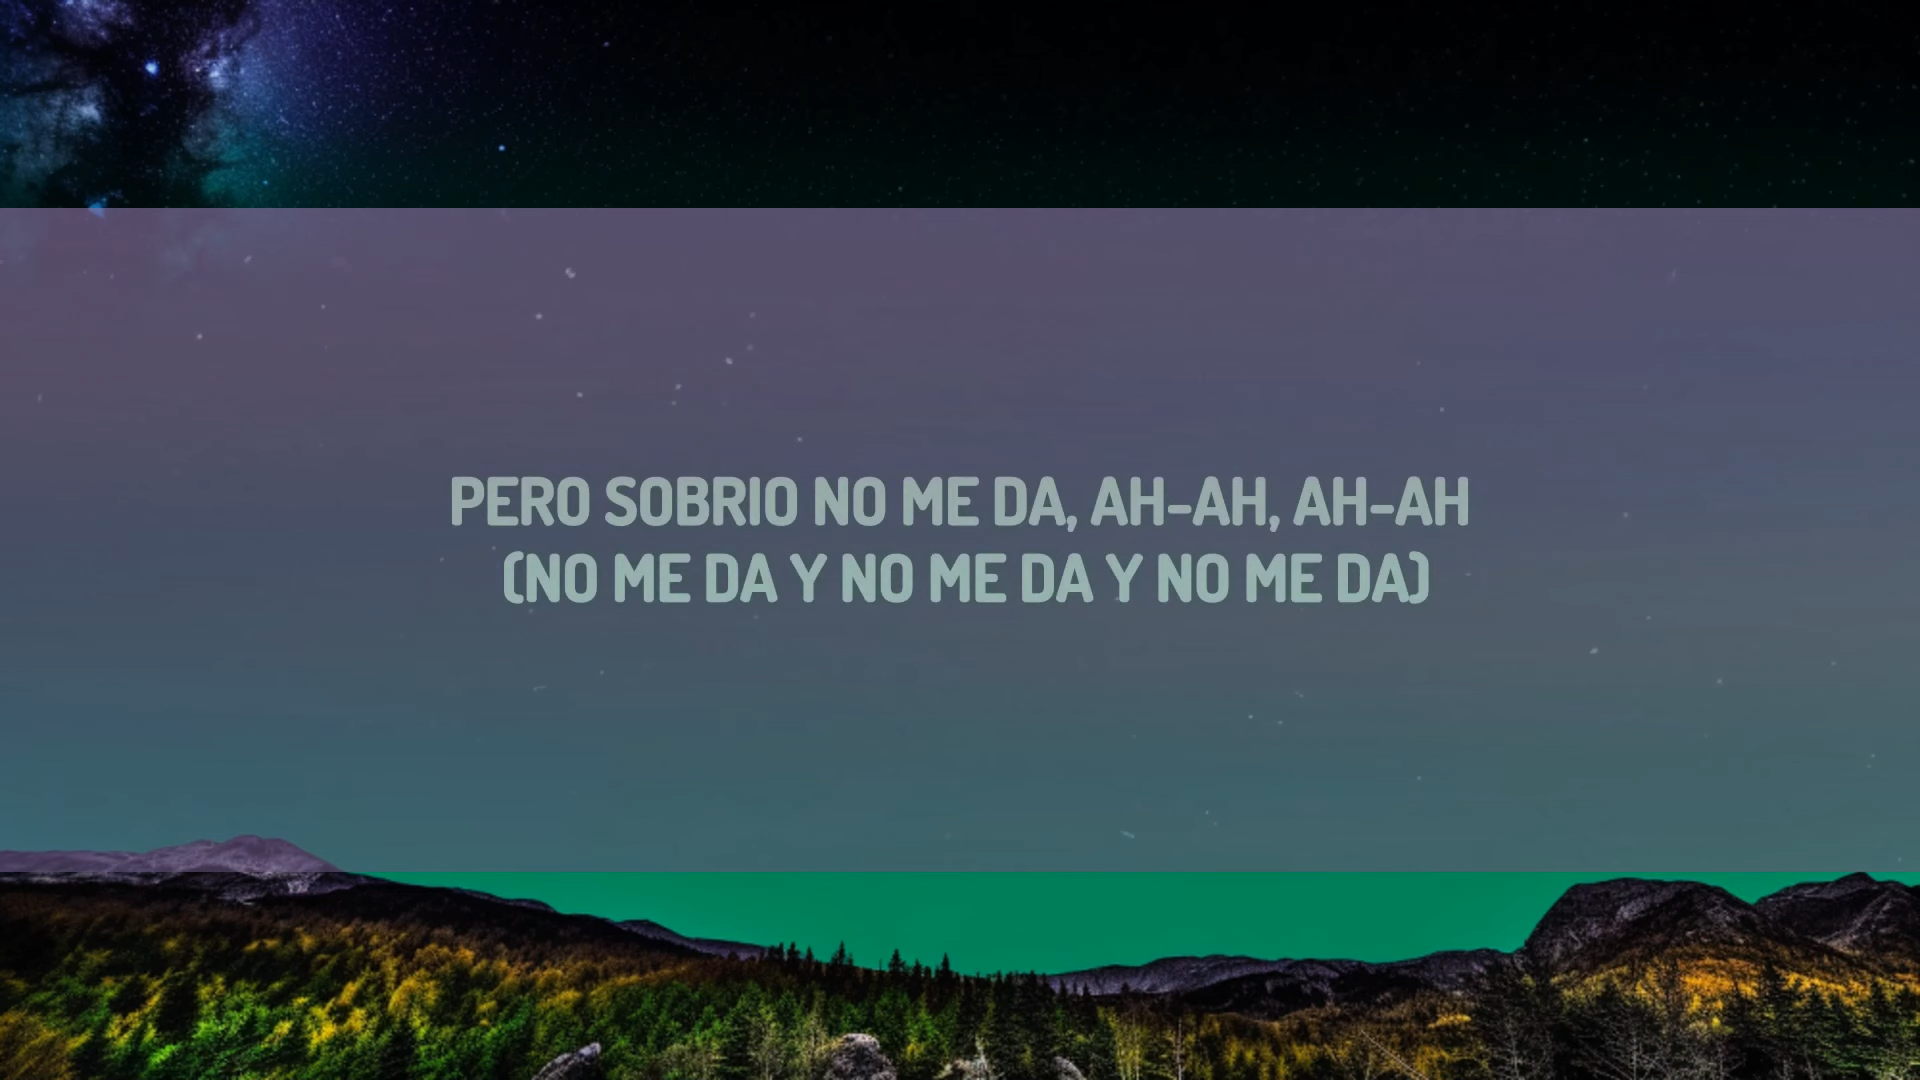 PERO SOBRIO NO ME DA, AH-AH, AH-AH
(NO ME DA Y NO ME DA Y NO ME DA)